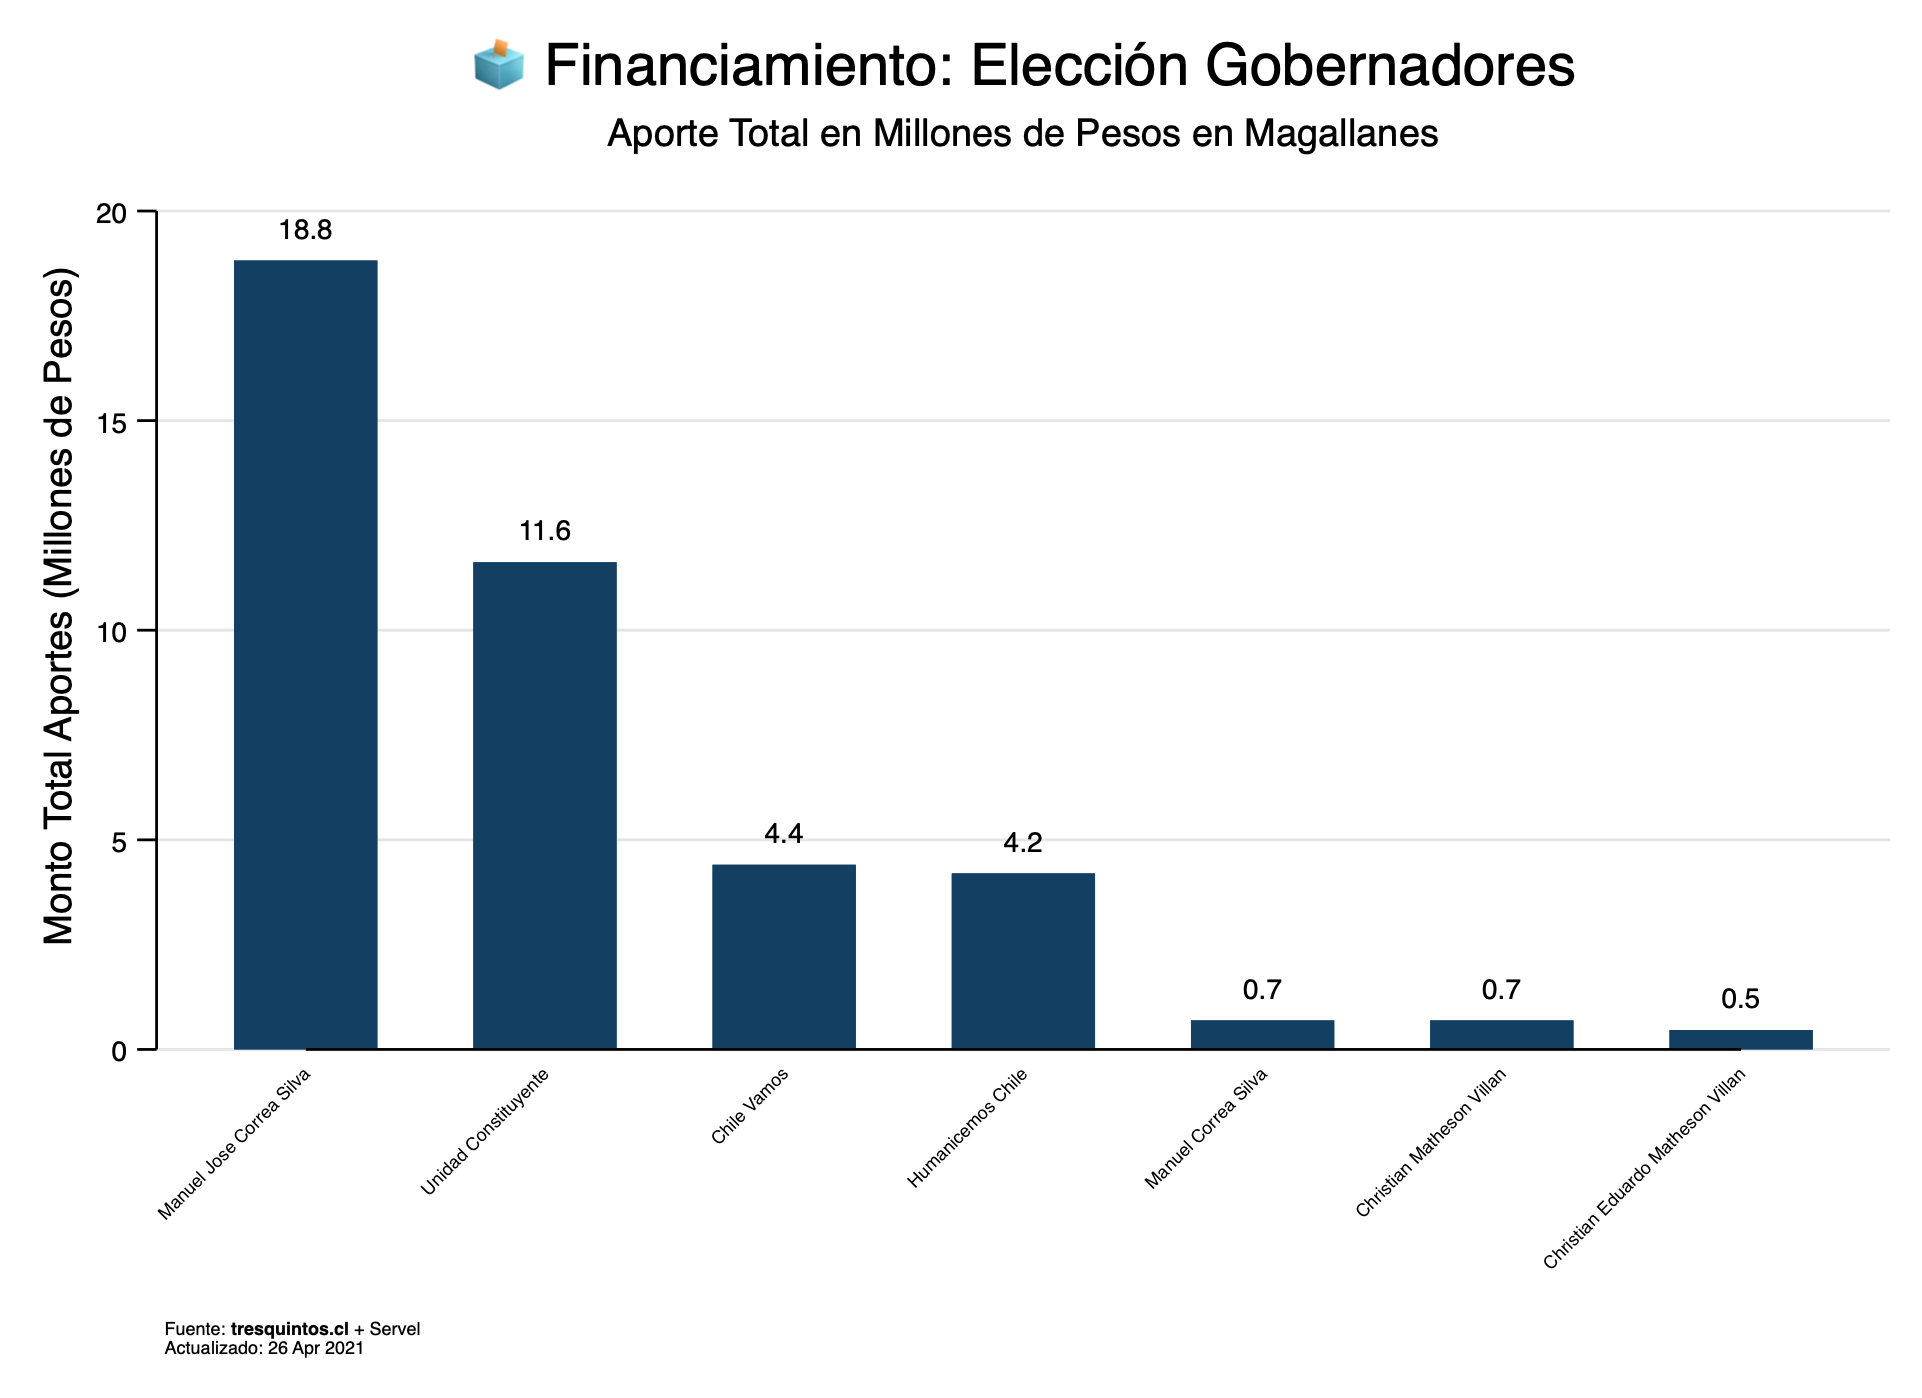 Financiamiento: Elección Gobernadores
Aporte Total en Millones de Pesos en Magallanes
Monto Total Aportes (Millones de Pesos)
20
15
10
5
0
18.8
11.6
4.4
4.2
0.7
0.7
0.5
Manuel Jose Correa Silva
Unidad Constituyente
Chile Vamos
Humanicemos Chile
Manuel Correa Silva
Christian Matheson Villan
Christian Eduardo Matheson Villan
Fuente: tresquintos.cl + Servel
Actualizado: 26 Apr 2021